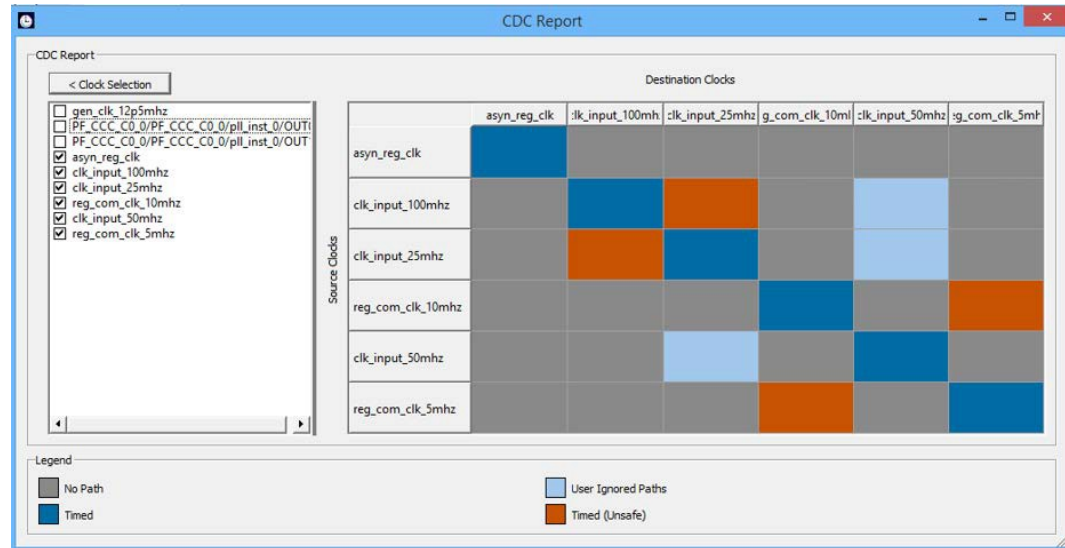 CDC Report
CDC Report
< Clock Selection
gen_clk_12p5mhz
PF_CCC_C0_0/PF_CCC_C0_0/pll_inst_0/OUT(
PF_CCC_C0_0/PF_CCC_C0_0/pll_inst_0/OUT
asyn_reg_clk
clk_input_100mhz
clk_input_25mhz
reg_com_clk_10mhz
clk_input_50mhz
reg_com_clk_5mhz
Destination Clocks
asyn_reg_clk :lk_input_100mh. :lk_input_25mhz g_com_clk_10ml :lk_input_50mhz :g_com_clk_5mh
Source Clocks
asyn_reg_clk
clk_input_100mhz
clk_input_25mhz
reg_com_clk_10mhz
clk_input_50mhz
reg_com_clk_5mhz
Legend
No Path
User Ignored Paths
Timed
Timed (Unsafe)